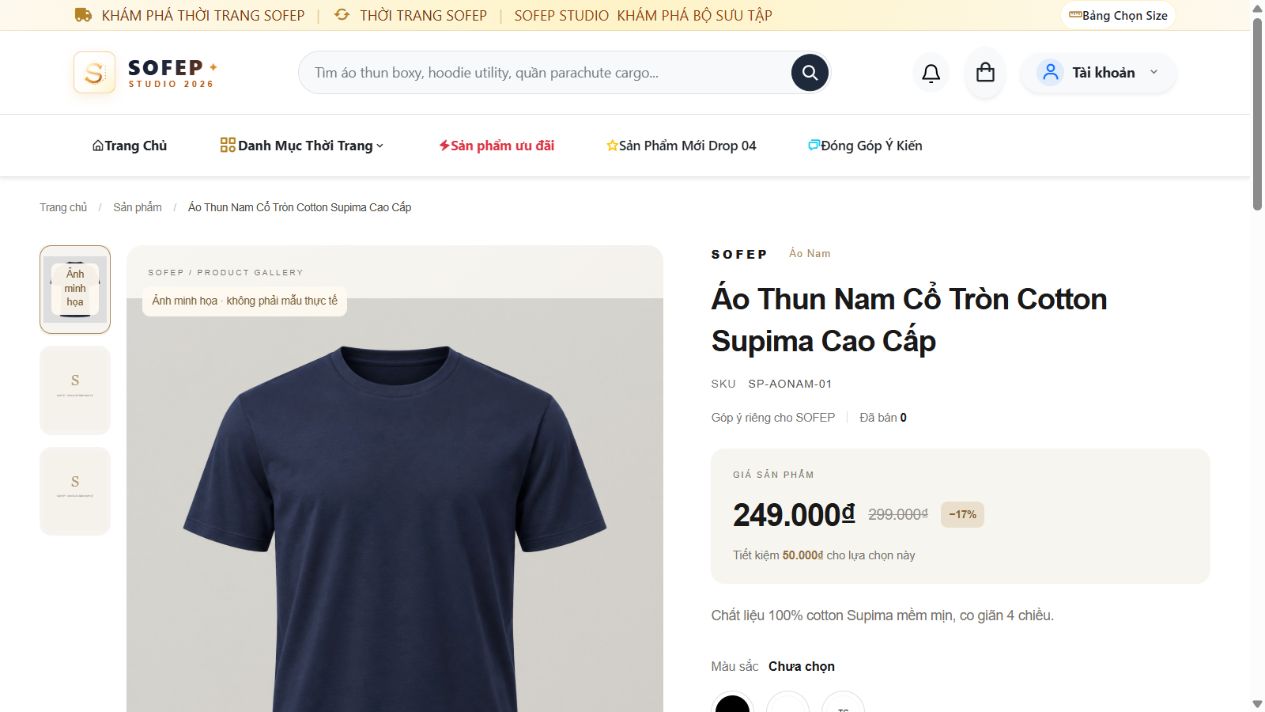 KHÁM PHÁ THỜI TRANG SOFEP | THỜI TRANG SOFEP | SOFEP STUDIO KHÁM PHÁ BỘ SƯU TẬP
Bảng Chọn Size
S
SOFEP
STUDIO 2026
Tìm áo thun boxy, hoodie utility, quần parachute cargo...
Tài khoản
Trang Chủ
Danh Mục Thời Trang
Sản phẩm ưu đãi
Sản Phẩm Mới Drop 04
Đóng Góp Ý Kiến
Trang chủ / Sản phẩm / Áo Thun Nam Cổ Tròn Cotton Supima Cao Cấp
Ảnh
minh
họa
S
S
SOFEP / PRODUCT GALLERY
Ảnh minh họa · không phải mẫu thực tế
SOFEP
Áo Nam
Áo Thun Nam Cổ Tròn Cotton
Supima Cao Cấp
SKU SP-AONAM-01
Góp ý riêng cho SOFEP | Đã bán 0
GIÁ SẢN PHẨM
249.000₫ 299.000₫ −17%
Tiết kiệm 50.000₫ cho lựa chọn này
Chất liệu 100% cotton Supima mềm mịn, co giãn 4 chiều.
Màu sắc Chưa chọn